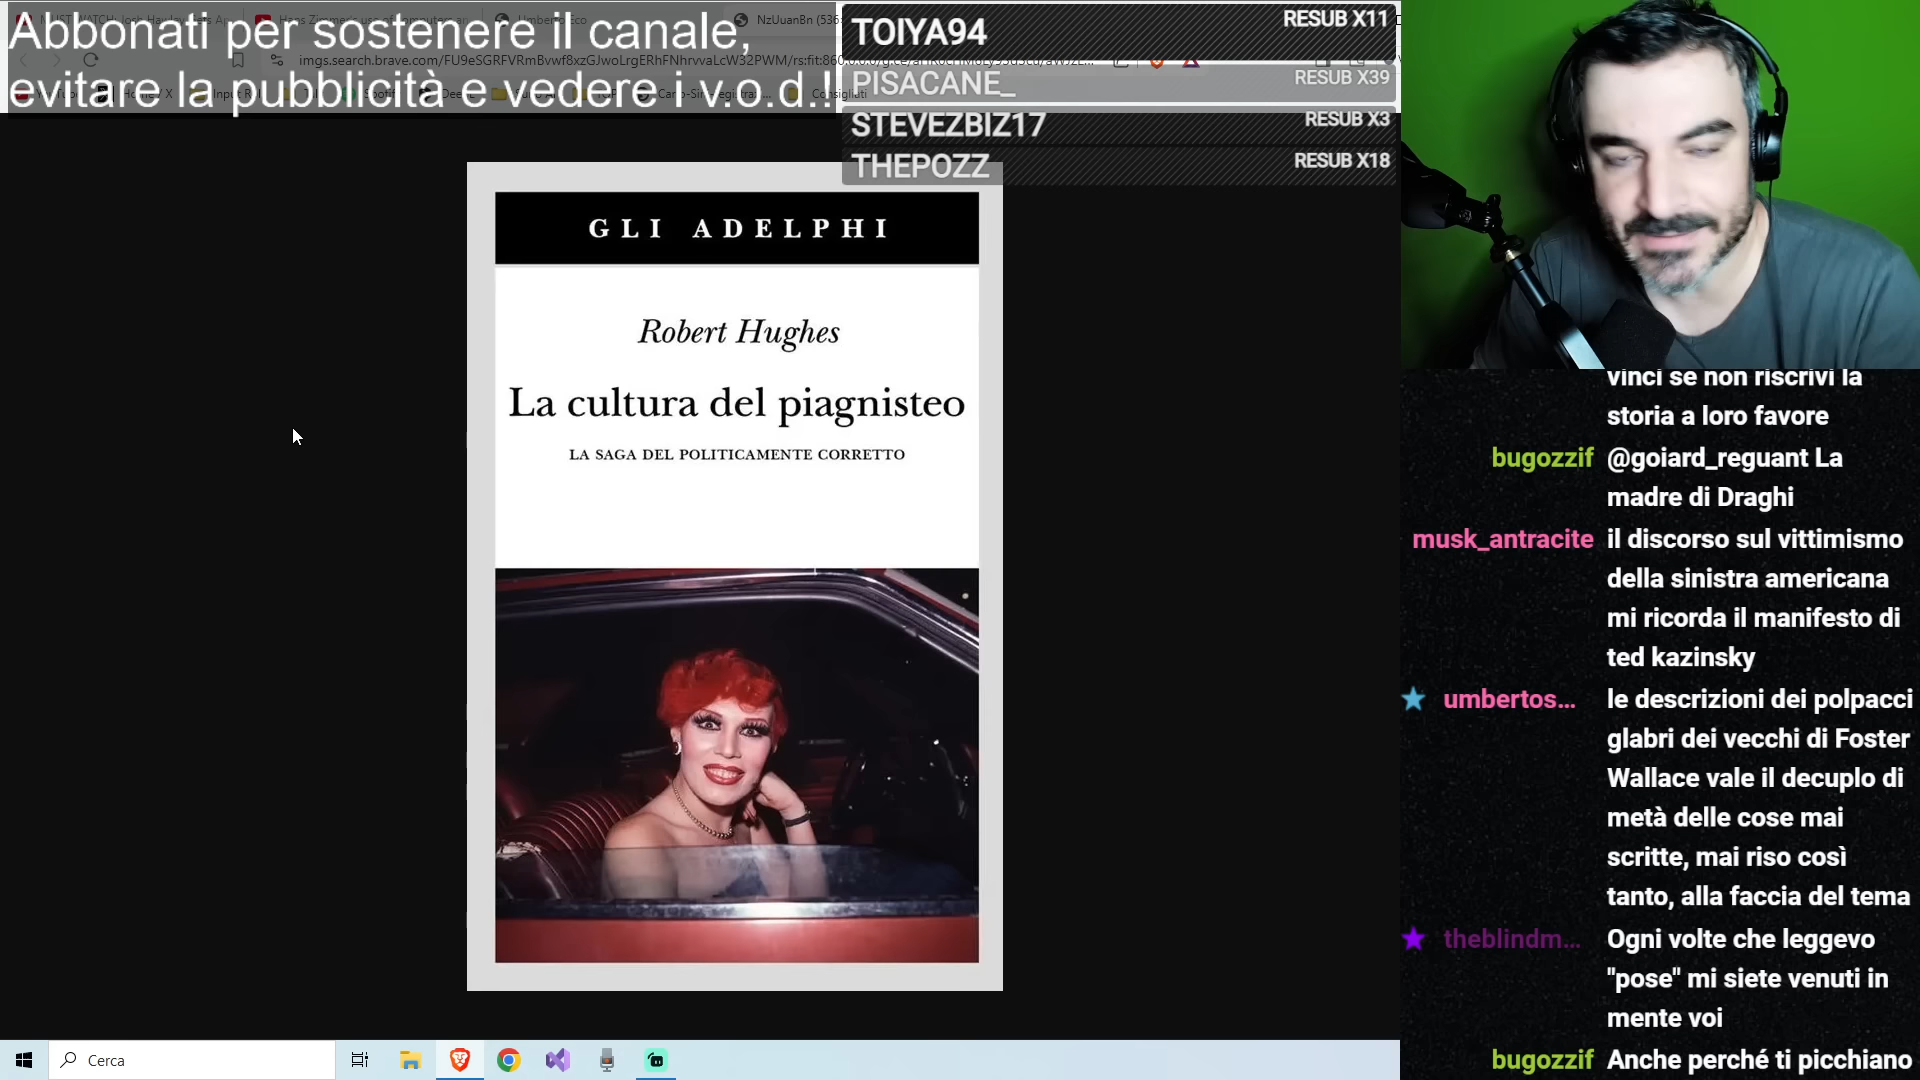 Abbonati per sostenere il canale,
evitare la pubblicità e vedere i v.o.d.!!
TOIYA94 RESUB X11
PISACANE_ RESUB X39
STEVEZBIZ17 RESUB X3
THEPOZZ RESUB X18
GLI ADELPHI
Robert Hughes
La cultura del piagnisteo
LA SAGA DEL POLITICAMENTE CORRETTO
vinci se non riscrivi la
storia a loro favore
bugozzif @goiard_reguant La
madre di Draghi
musk_antracite il discorso sul vittimismo
della sinistra americana
mi ricorda il manifesto di
ted kazinsky
umbertos... le descrizioni dei polpacci
glabri dei vecchi di Foster
Wallace vale il decuplo di
metà delle cose mai
scritte, mai riso così
tanto, alla faccia del tema
theblindm... Ogni volte che leggevo
"pose" mi siete venuti in
mente voi
bugozzif Anche perché ti picchiano
Cerca